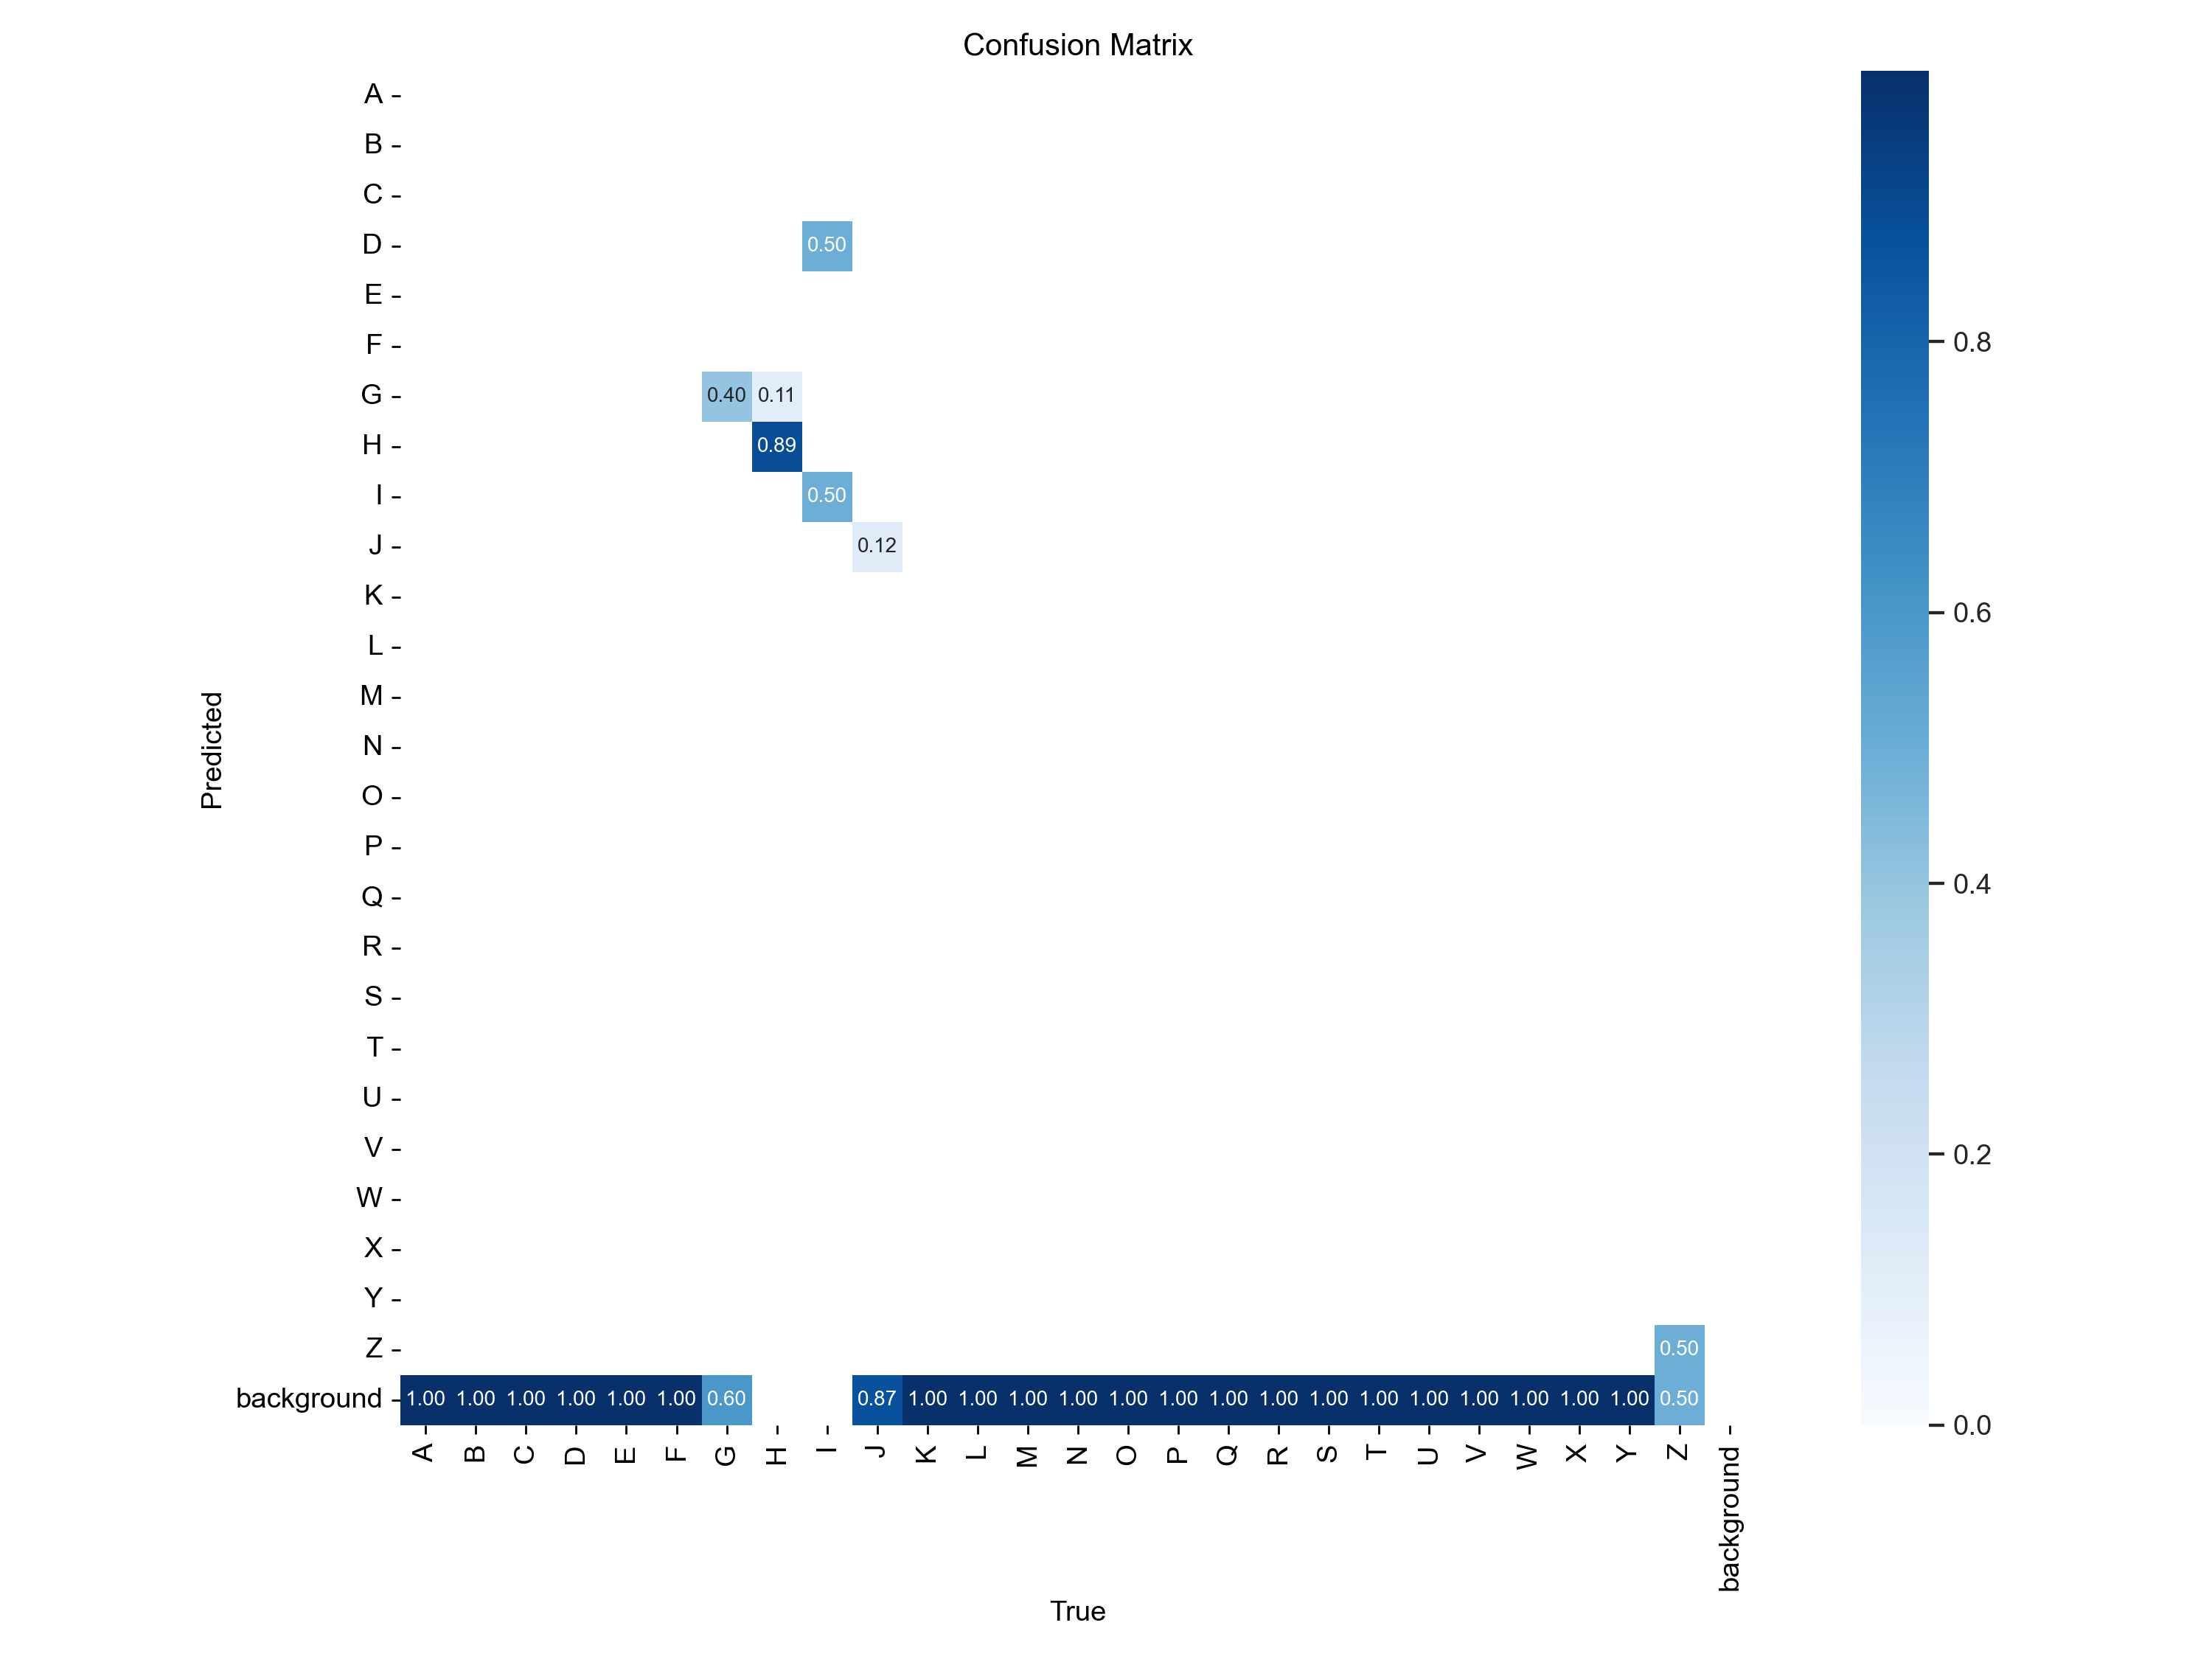 Confusion Matrix
A
B
C
D
0.50
E
F
G
0.40 0.11
H
0.89
I
0.50
J
0.12
K
L
M
N
O
P
Q
R
S
T
U
V
W
X
Y
Z
0.50
background
1.00 1.00 1.00 1.00 1.00 1.00 0.60 0.87 1.00 1.00 1.00 1.00 1.00 1.00 1.00 1.00 1.00 1.00 1.00 1.00 1.00 1.00 1.00 0.50
A B C D E F G H I J K L M N O P Q R S T U V W X Y Z background
True
Predicted
0.8
0.6
0.4
0.2
0.0